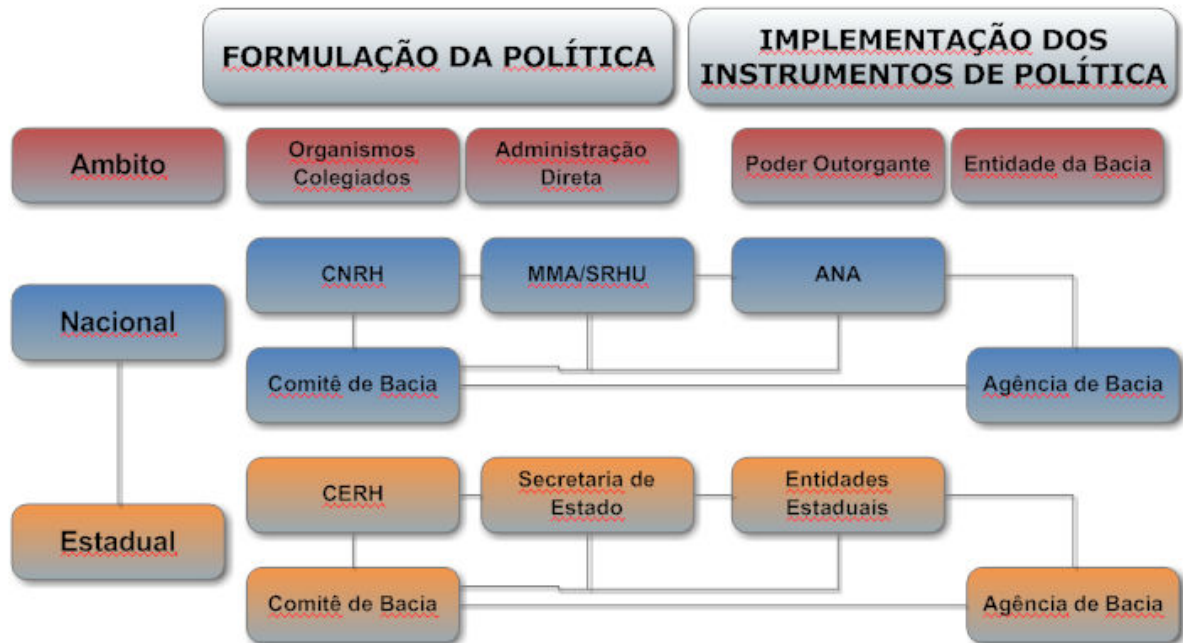 FORMULAÇÃO DA POLÍTICA
IMPLEMENTAÇÃO DOS
INSTRUMENTOS DE POLÍTICA
Ambito
Organismos
Colegiados
Administração
Direta
Poder Outorgante
Entidade da Bacia
Nacional
CNRH
MMA/SRHU
ANA
Comitê de Bacia
Agência de Bacia
Estadual
CERH
Secretaria de
Estado
Entidades
Estaduais
Comitê de Bacia
Agência de Bacia